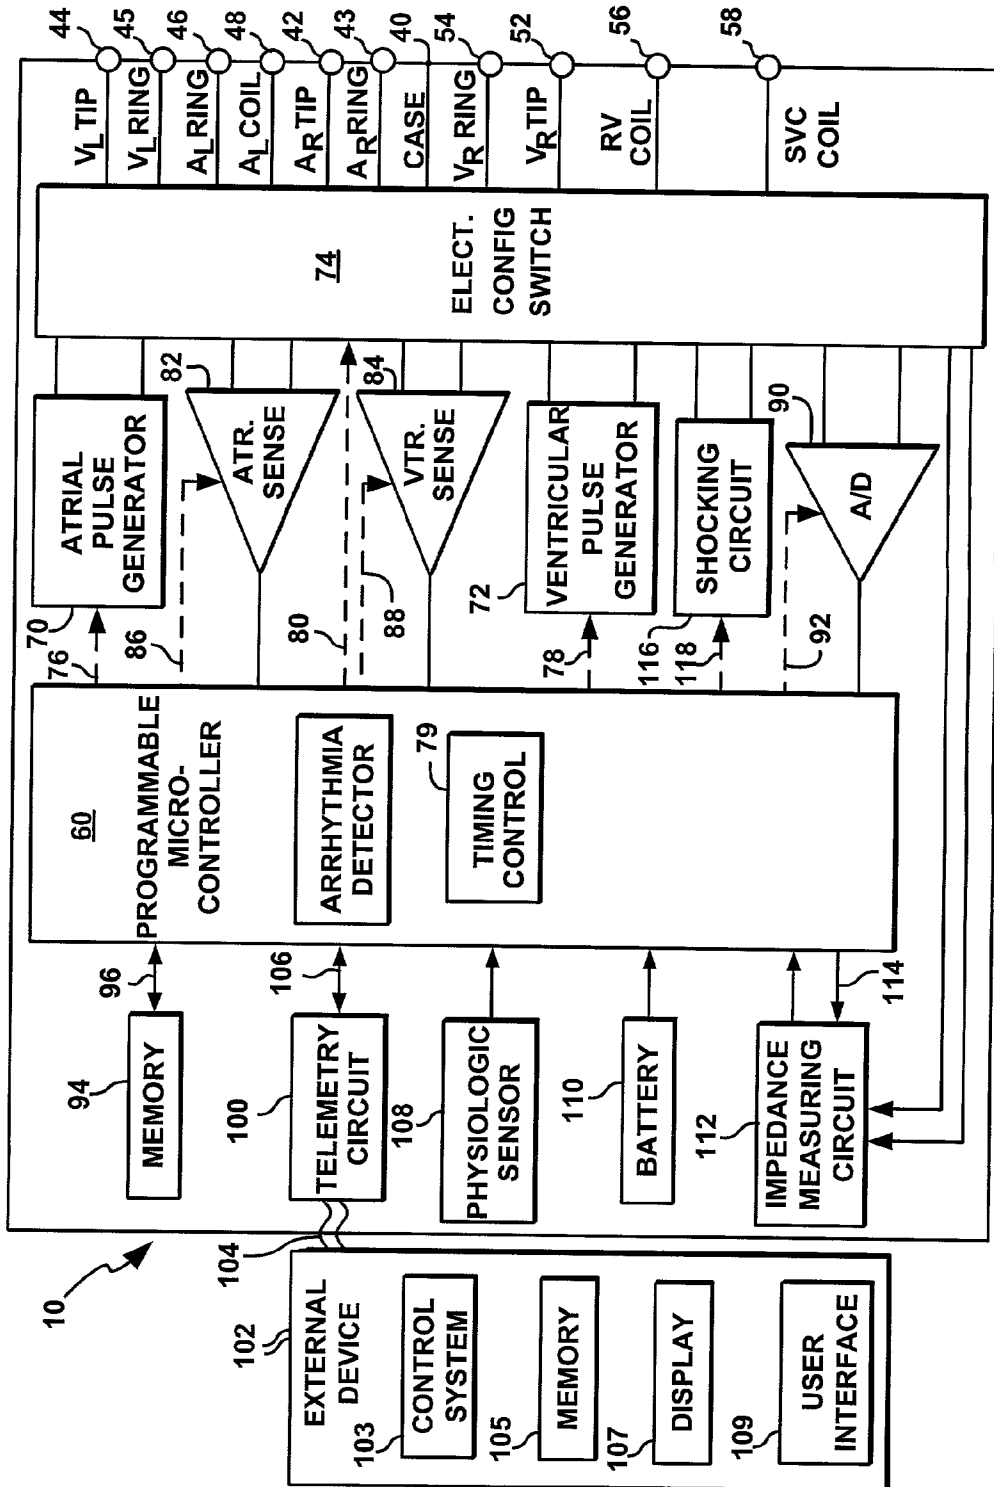 44
45
46
48
42
43
40
54
52
56
58
VL TIP
VL RING
AL RING
AL COIL
AR TIP
AR RING
CASE
VR RING
VR TIP
RV
COIL
SVC
COIL
74
ELECT.
CONFIG
SWITCH
ATRIAL
PULSE
GENERATOR
70
76
82
ATR.
SENSE
86
80
84
VTR.
SENSE
88
72
VENTRICULAR
PULSE
GENERATOR
78
SHOCKING
CIRCUIT
116
118
90
A/D
92
60
PROGRAMMABLE
MICRO-
CONTROLLER
ARRHYTHMIA
DETECTOR
79
TIMING
CONTROL
96
106
114
94
MEMORY
100
TELEMETRY
CIRCUIT
108
PHYSIOLOGIC
SENSOR
110
BATTERY
112
IMPEDANCE
MEASURING
CIRCUIT
10
104
102
EXTERNAL
DEVICE
103
CONTROL
SYSTEM
105
MEMORY
107
DISPLAY
109
USER
INTERFACE